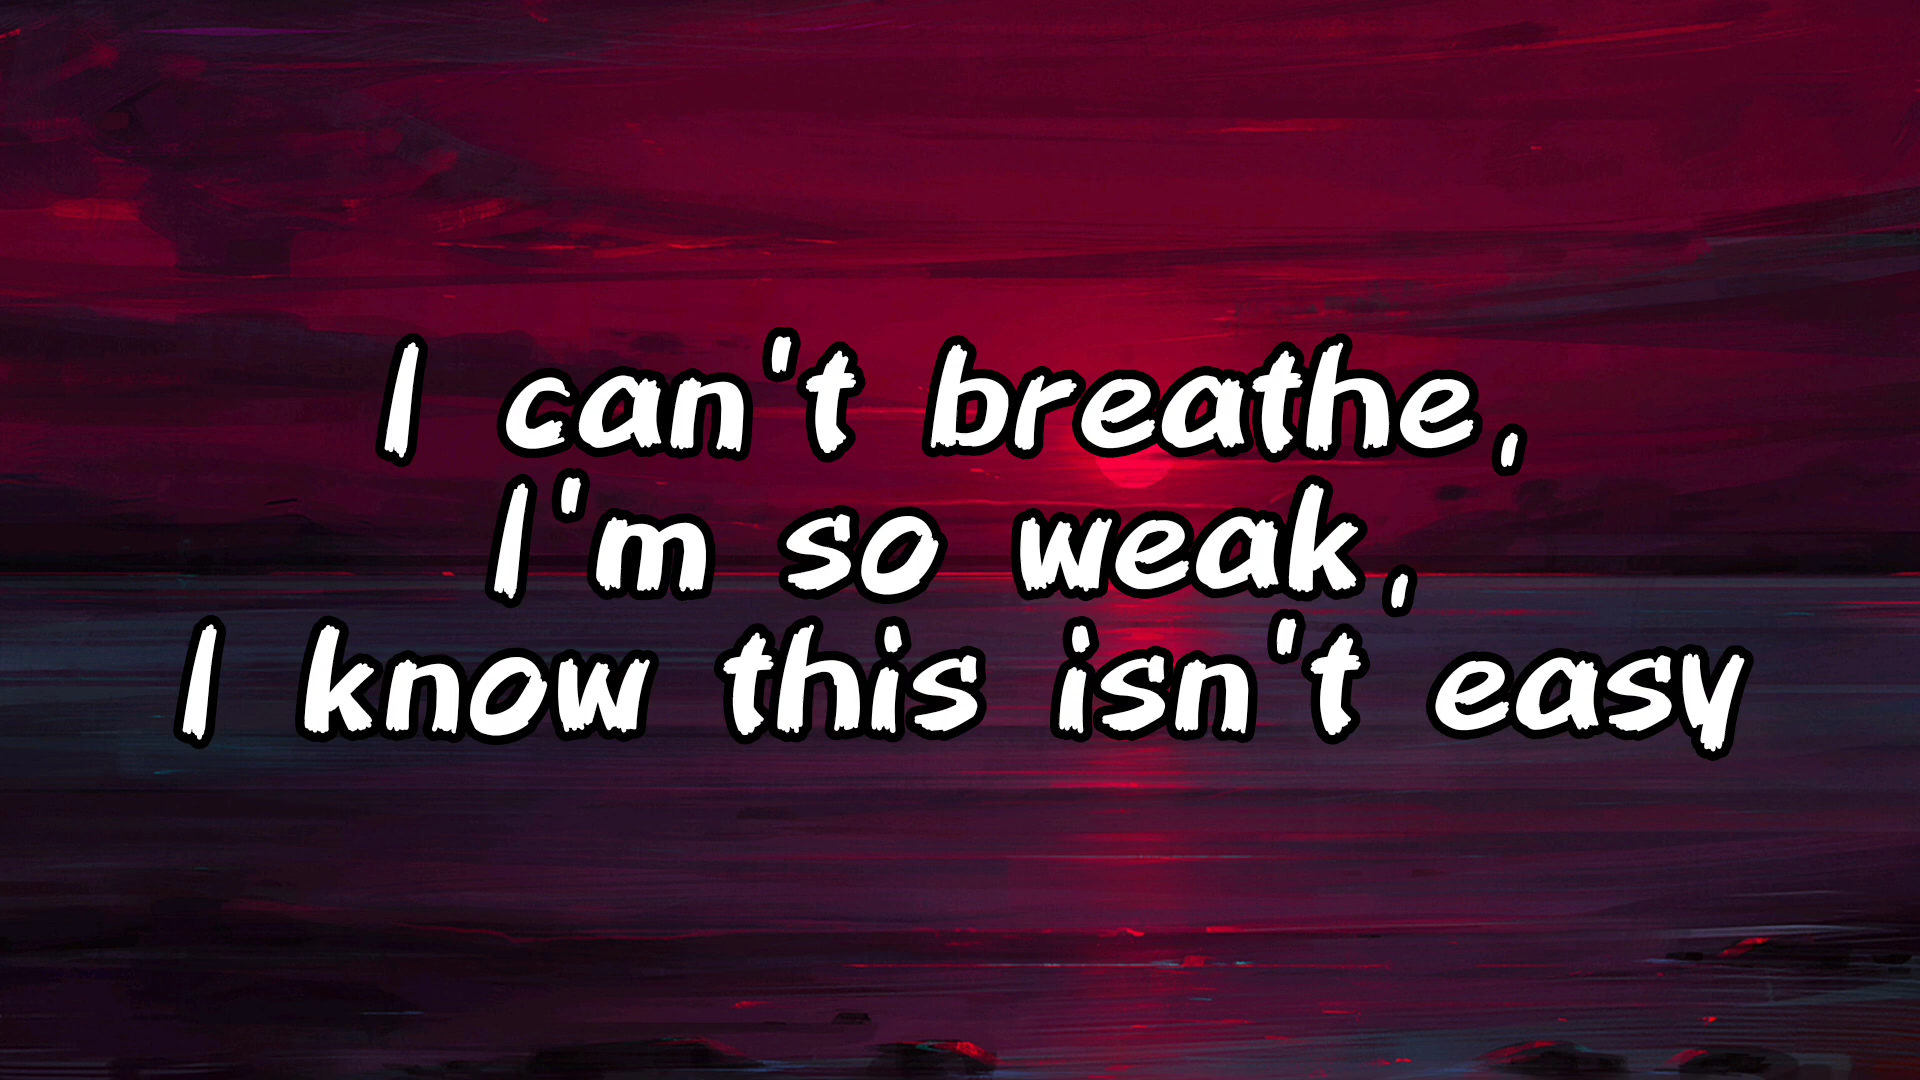 I can't breathe,
I'm so weak,
I know this isn't easy